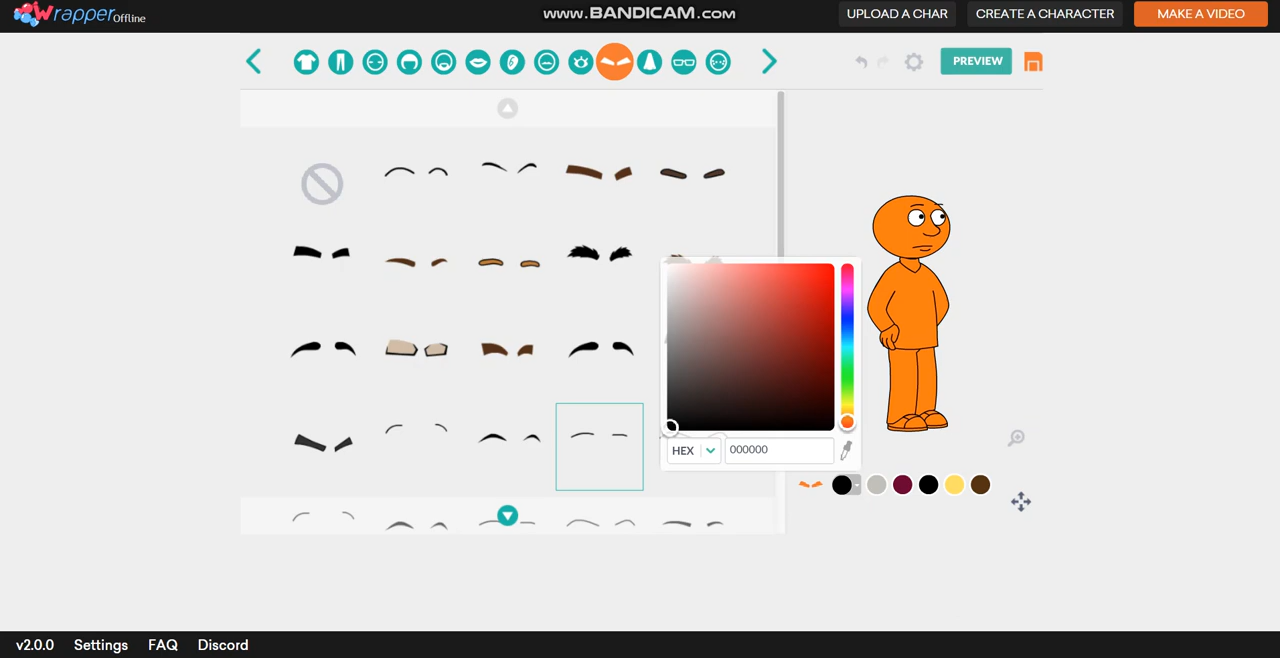 Wrapper Offline
www.BANDICAM.com
UPLOAD A CHAR
CREATE A CHARACTER
MAKE A VIDEO
PREVIEW
HEX
000000
v2.0.0
Settings
FAQ
Discord